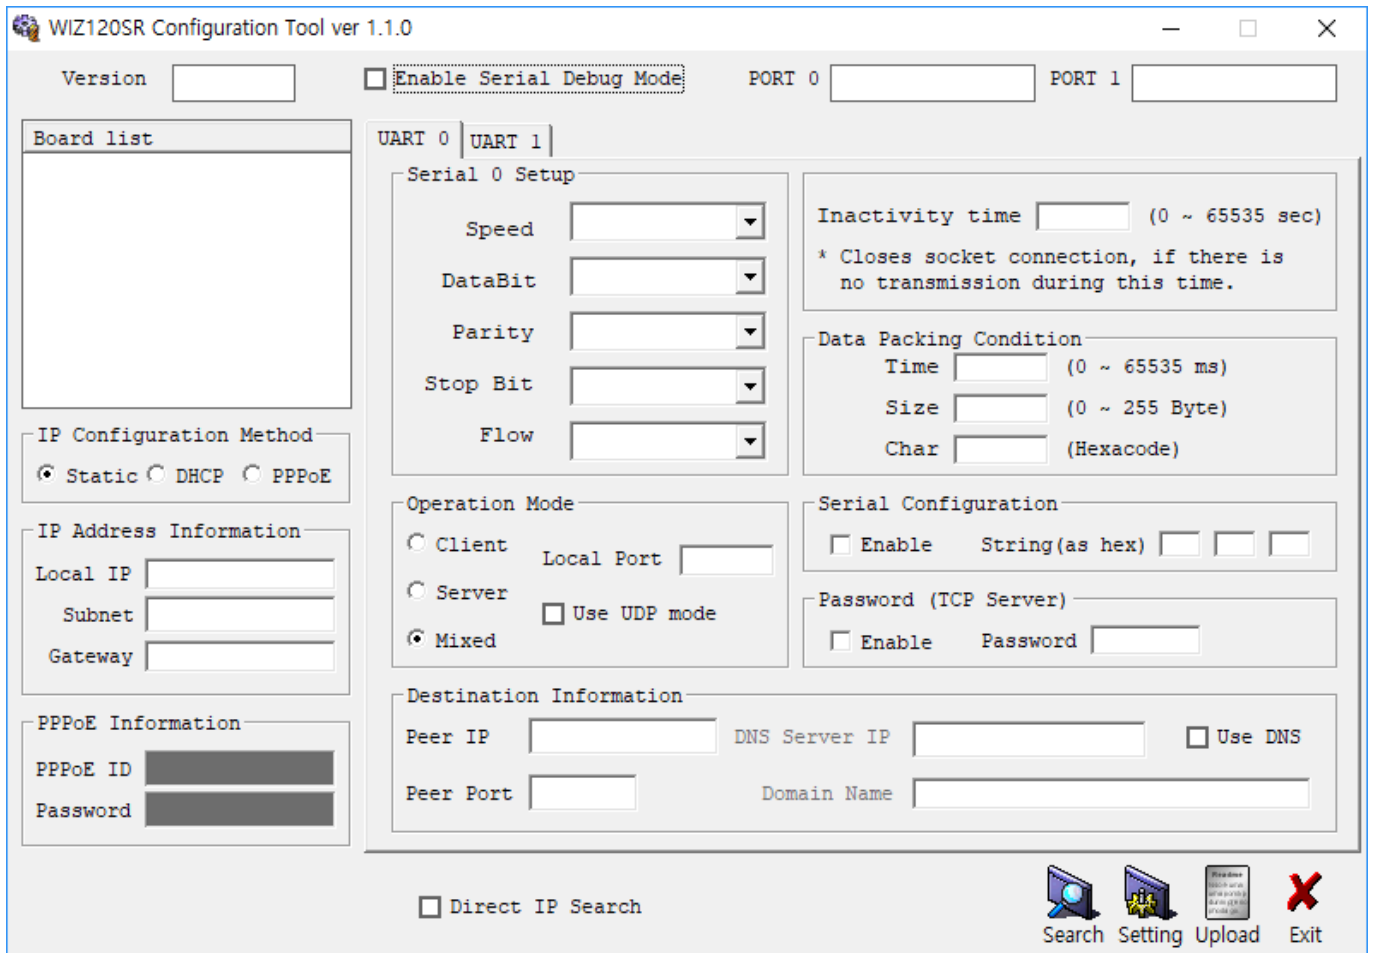 WIZ120SR Configuration Tool ver 1.1.0
Version
Enable Serial Debug Mode
PORT 0
PORT 1
Board list
UART 0
UART 1
Serial 0 Setup
Speed
DataBit
Parity
Stop Bit
Flow
Inactivity time (0 ~ 65535 sec)
* Closes socket connection, if there is
no transmission during this time.
Data Packing Condition
Time (0 ~ 65535 ms)
Size (0 ~ 255 Byte)
Char (Hexacode)
IP Configuration Method
Static DHCP PPPoE
IP Address Information
Local IP
Subnet
Gateway
PPPoE Information
PPPoE ID
Password
Operation Mode
Client
Server
Mixed
Local Port
Use UDP mode
Serial Configuration
Enable String(as hex)
Password (TCP Server)
Enable Password
Destination Information
Peer IP
DNS Server IP
Use DNS
Peer Port
Domain Name
Direct IP Search
Readme
Search Setting Upload Exit